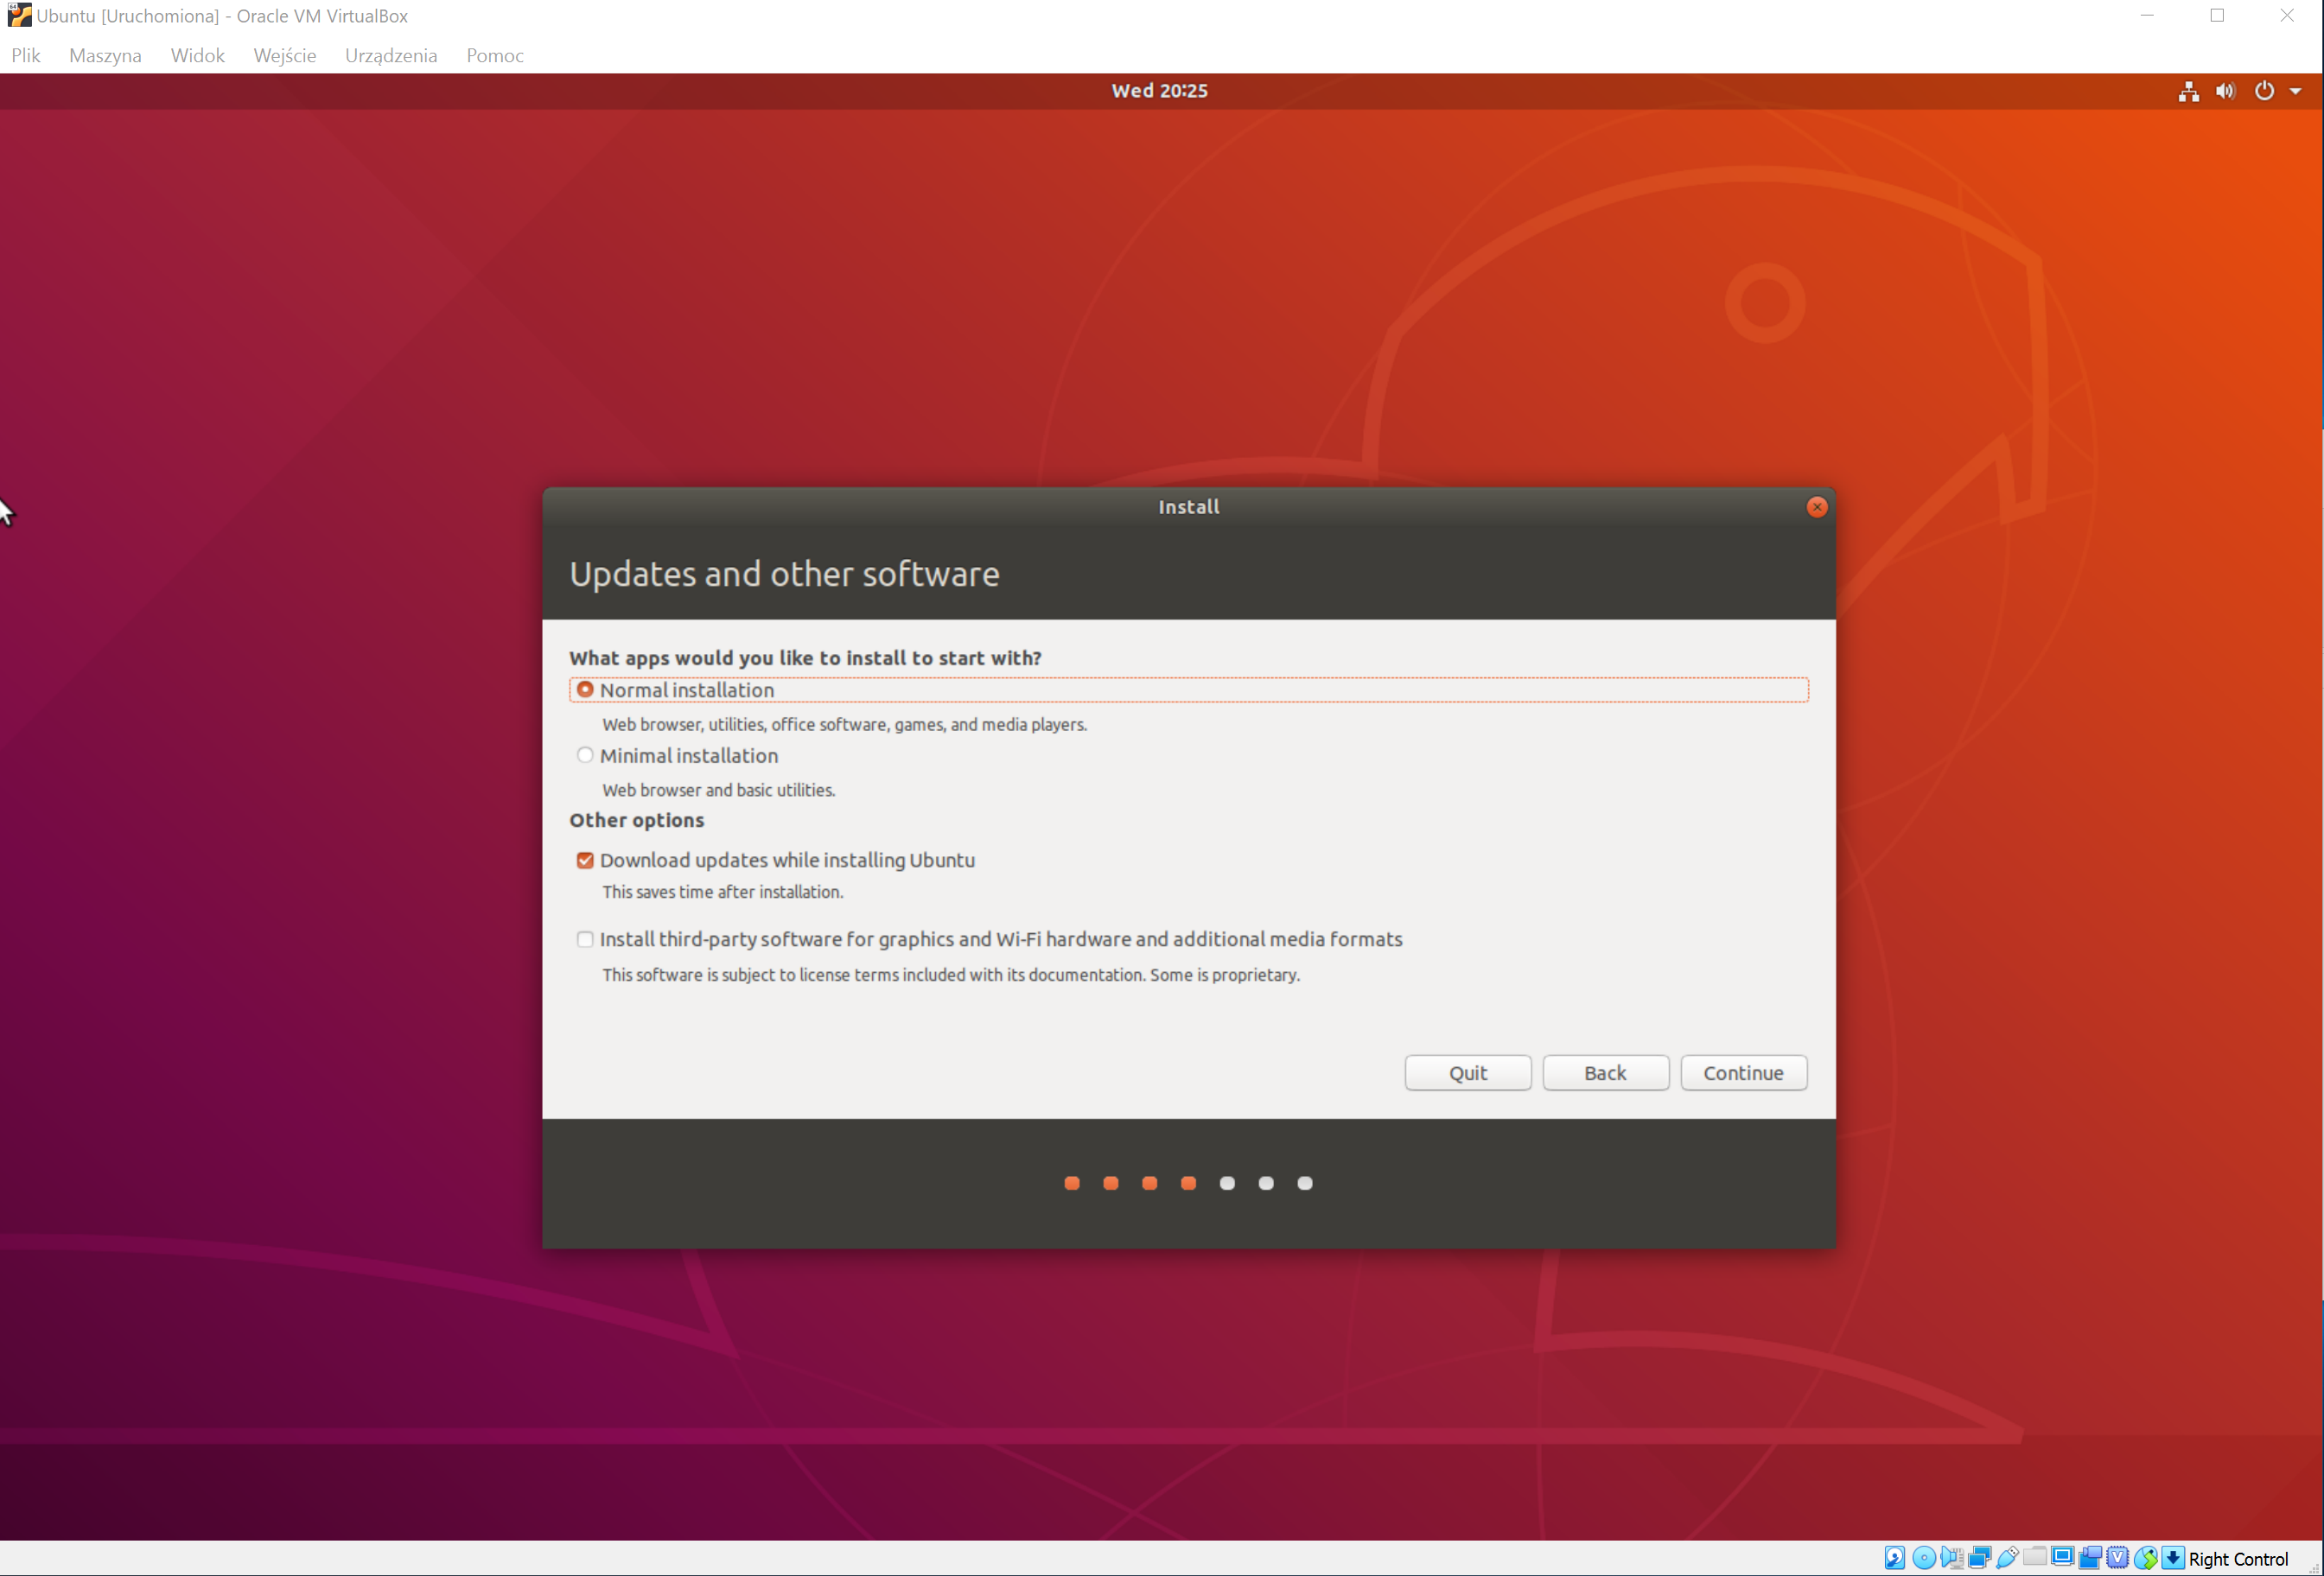 Ubuntu [Uruchomiona] - Oracle VM VirtualBox
Plik Maszyna Widok Wejście Urządzenia Pomoc
Wed 20:25
Install
Updates and other software
What apps would you like to install to start with?
Normal installation
Web browser, utilities, office software, games, and media players.
Minimal installation
Web browser and basic utilities.
Other options
Download updates while installing Ubuntu
This saves time after installation.
Install third-party software for graphics and Wi-Fi hardware and additional media formats
This software is subject to license terms included with its documentation. Some is proprietary.
Quit Back Continue
Right Control